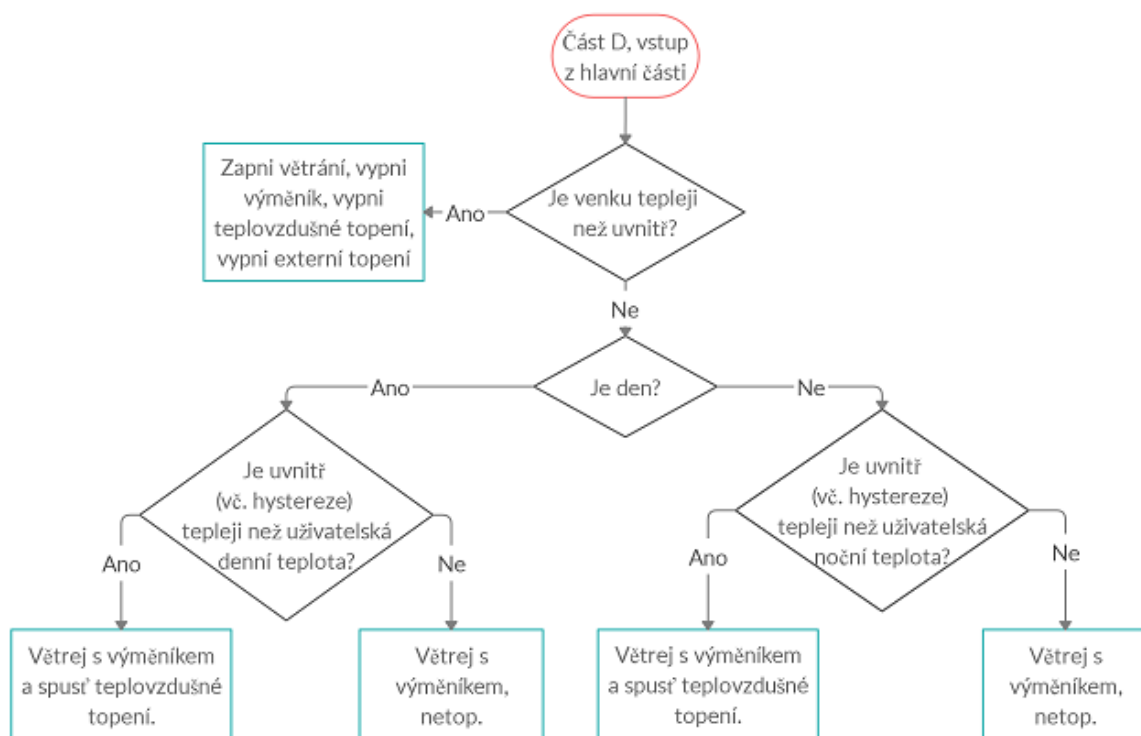 Část D, vstup
z hlavní části
Zapni větrání, vypni
výměník, vypni
teplovzdušné topení,
vypni externí topení
Ano
Je venku tepleji
než uvnitř?
Ne
Ano
Je den?
Ne
Je uvnitř
(vč. hystereze)
tepleji než uživatelská
denní teplota?
Je uvnitř
(vč. hystereze)
tepleji než uživatelská
noční teplota?
Ano
Ne
Ano
Ne
Větrej s výměníkem
a spusť teplovzdušné
topení.
Větrej s
výměníkem,
netop.
Větrej s výměníkem
a spusť teplovzdušné
topení.
Větrej s
výměníkem,
netop.